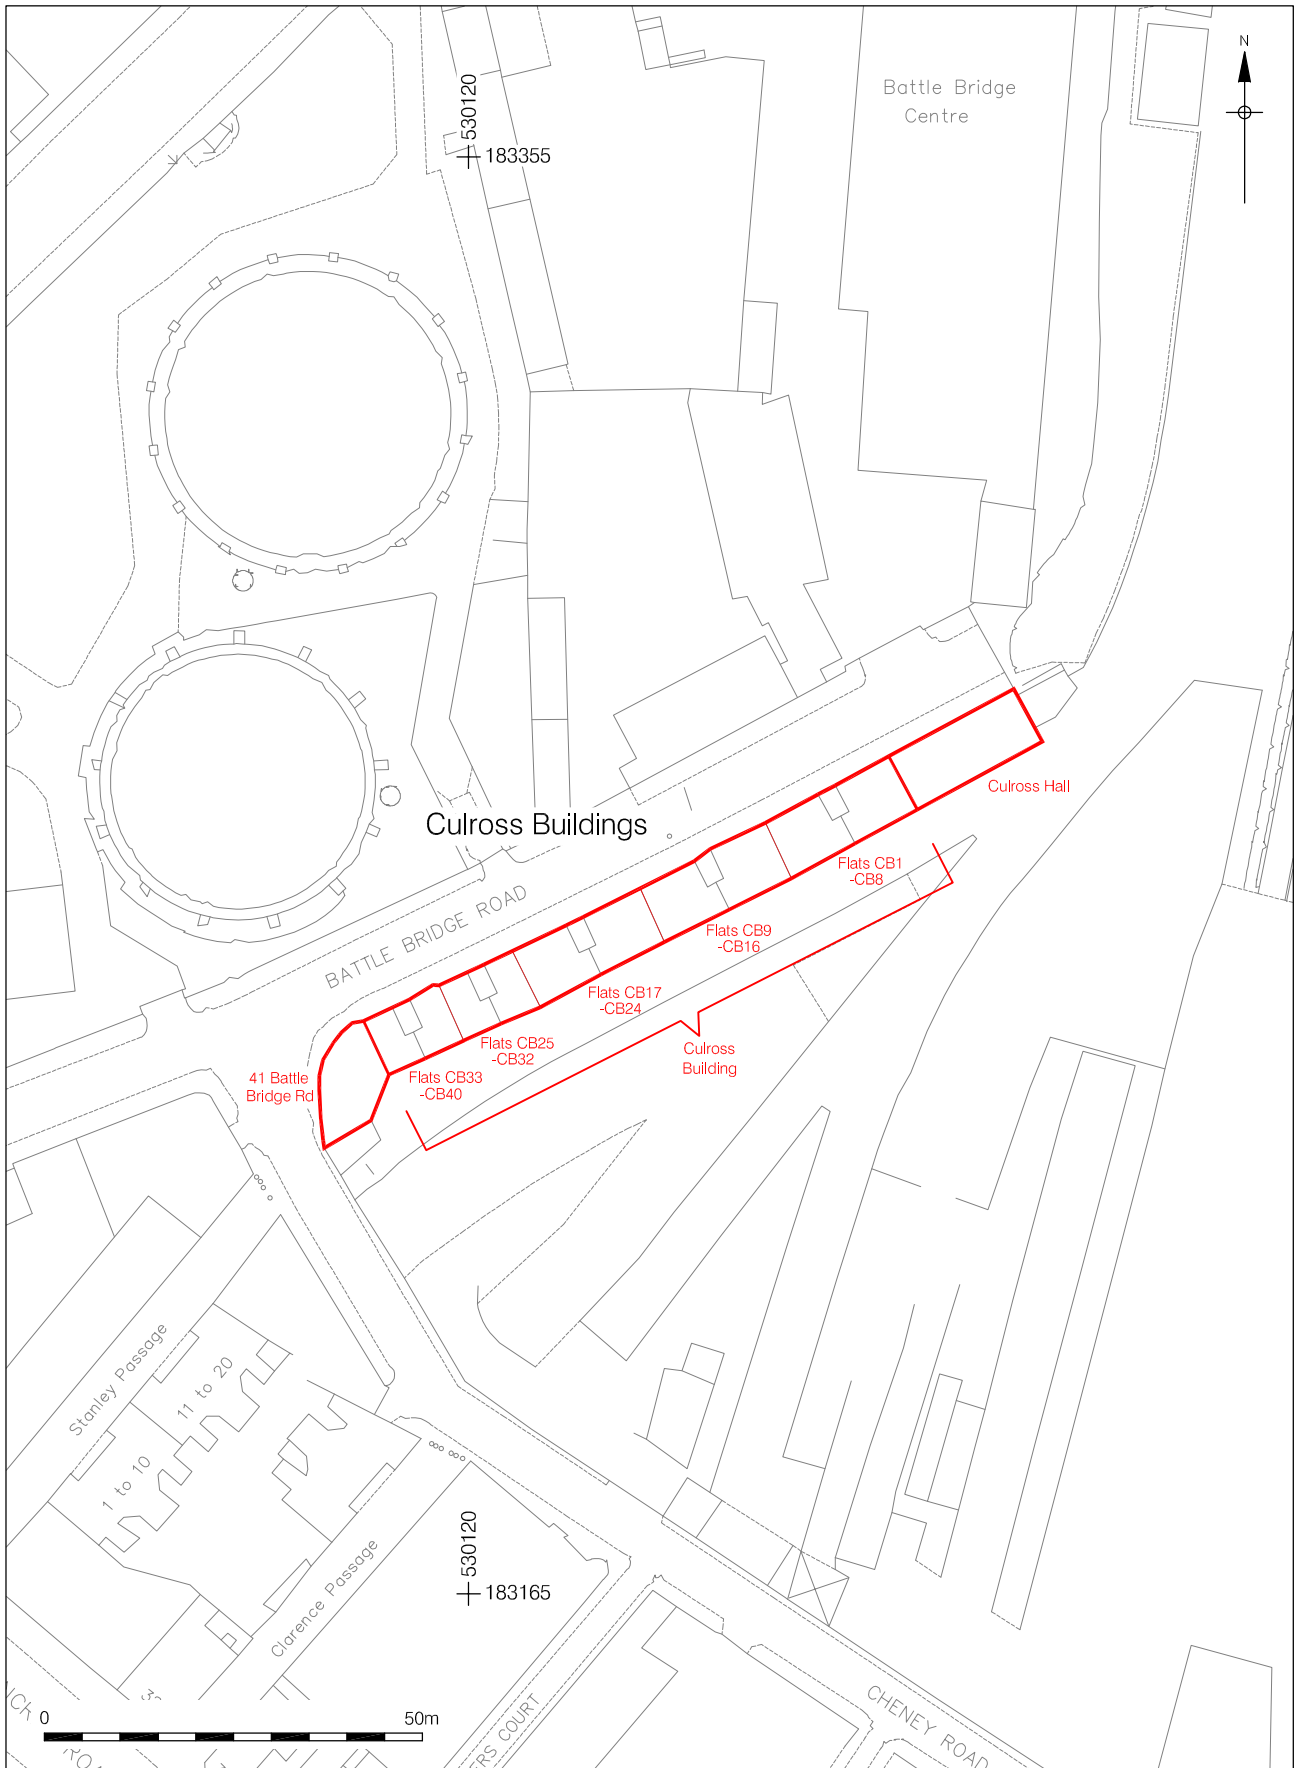 N
Battle Bridge
Centre
530120
183355
Culross Buildings
Culross Hall
Flats CB1
-CB8
BATTLE BRIDGE ROAD
Flats CB9
-CB16
Flats CB17
-CB24
Flats CB25
-CB32
Culross
Building
41 Battle
Bridge Rd
Flats CB33
-CB40
Stanley Passage
11 to 20
1 to 10
530120
183165
Clarence Passage
CHENEY ROAD
ERS COURT
0
50m